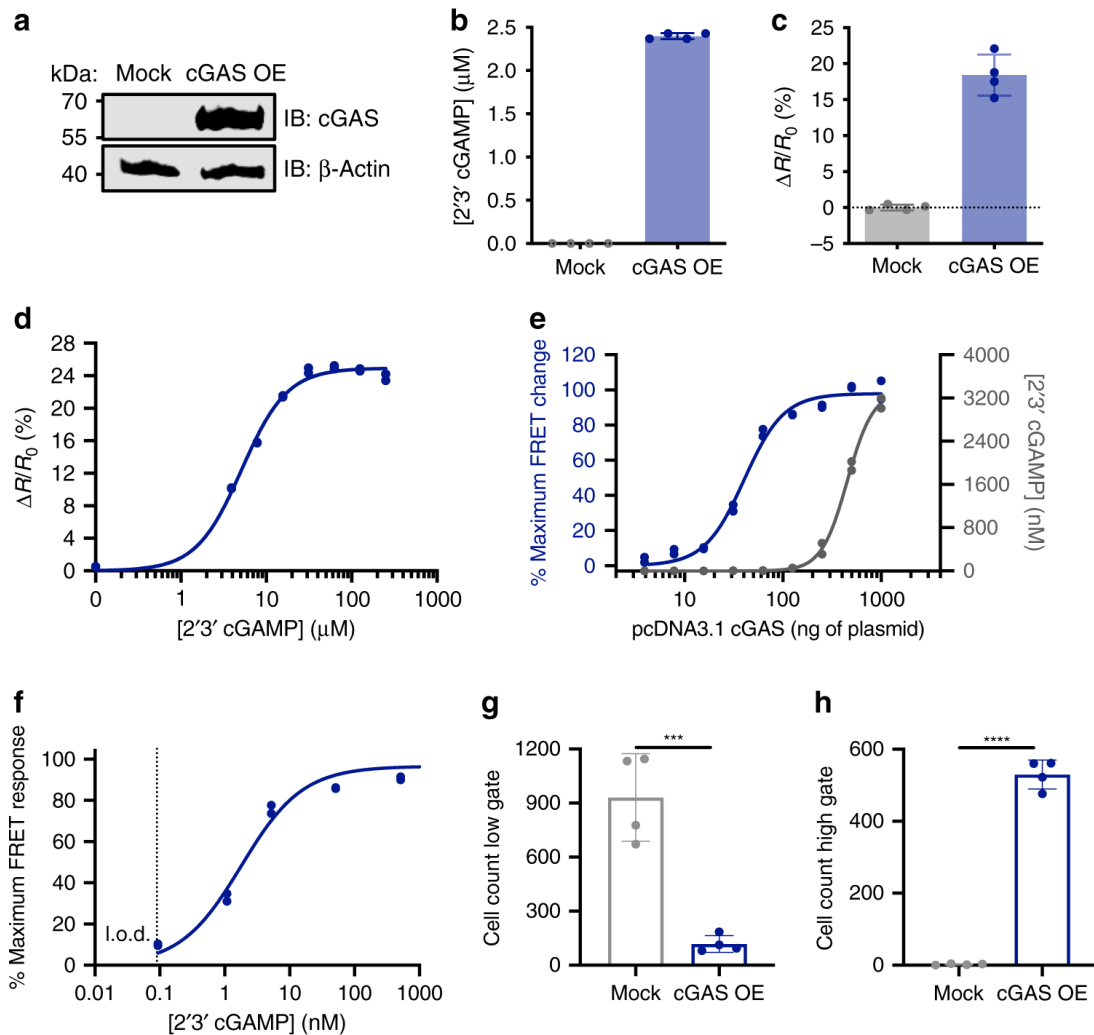 a
kDa: Mock cGAS OE
70
55
IB: cGAS
40
IB: β-Actin
b
[2′3′ cGAMP] (μM)
2.5
2.0
1.5
1.0
0.5
0.0
Mock cGAS OE
c
ΔR/R0 (%)
25
20
15
10
5
0
−5
Mock cGAS OE
d
ΔR/R0 (%)
28
24
20
16
12
8
4
0
0 1 10 100 1000
[2′3′ cGAMP] (μM)
e
% Maximum FRET change
120
100
80
60
40
20
0
4000
3200
2400
1600
800
0
[2′3′ cGAMP] (nM)
10 100 1000
pcDNA3.1 cGAS (ng of plasmid)
f
% Maximum FRET response
100
80
60
40
20
0
l.o.d.
0.01 0.1 1 10 100 1000
[2′3′ cGAMP] (nM)
g
Cell count low gate
1200
900
600
300
0
***
Mock cGAS OE
h
Cell count high gate
600
400
200
0
****
Mock cGAS OE